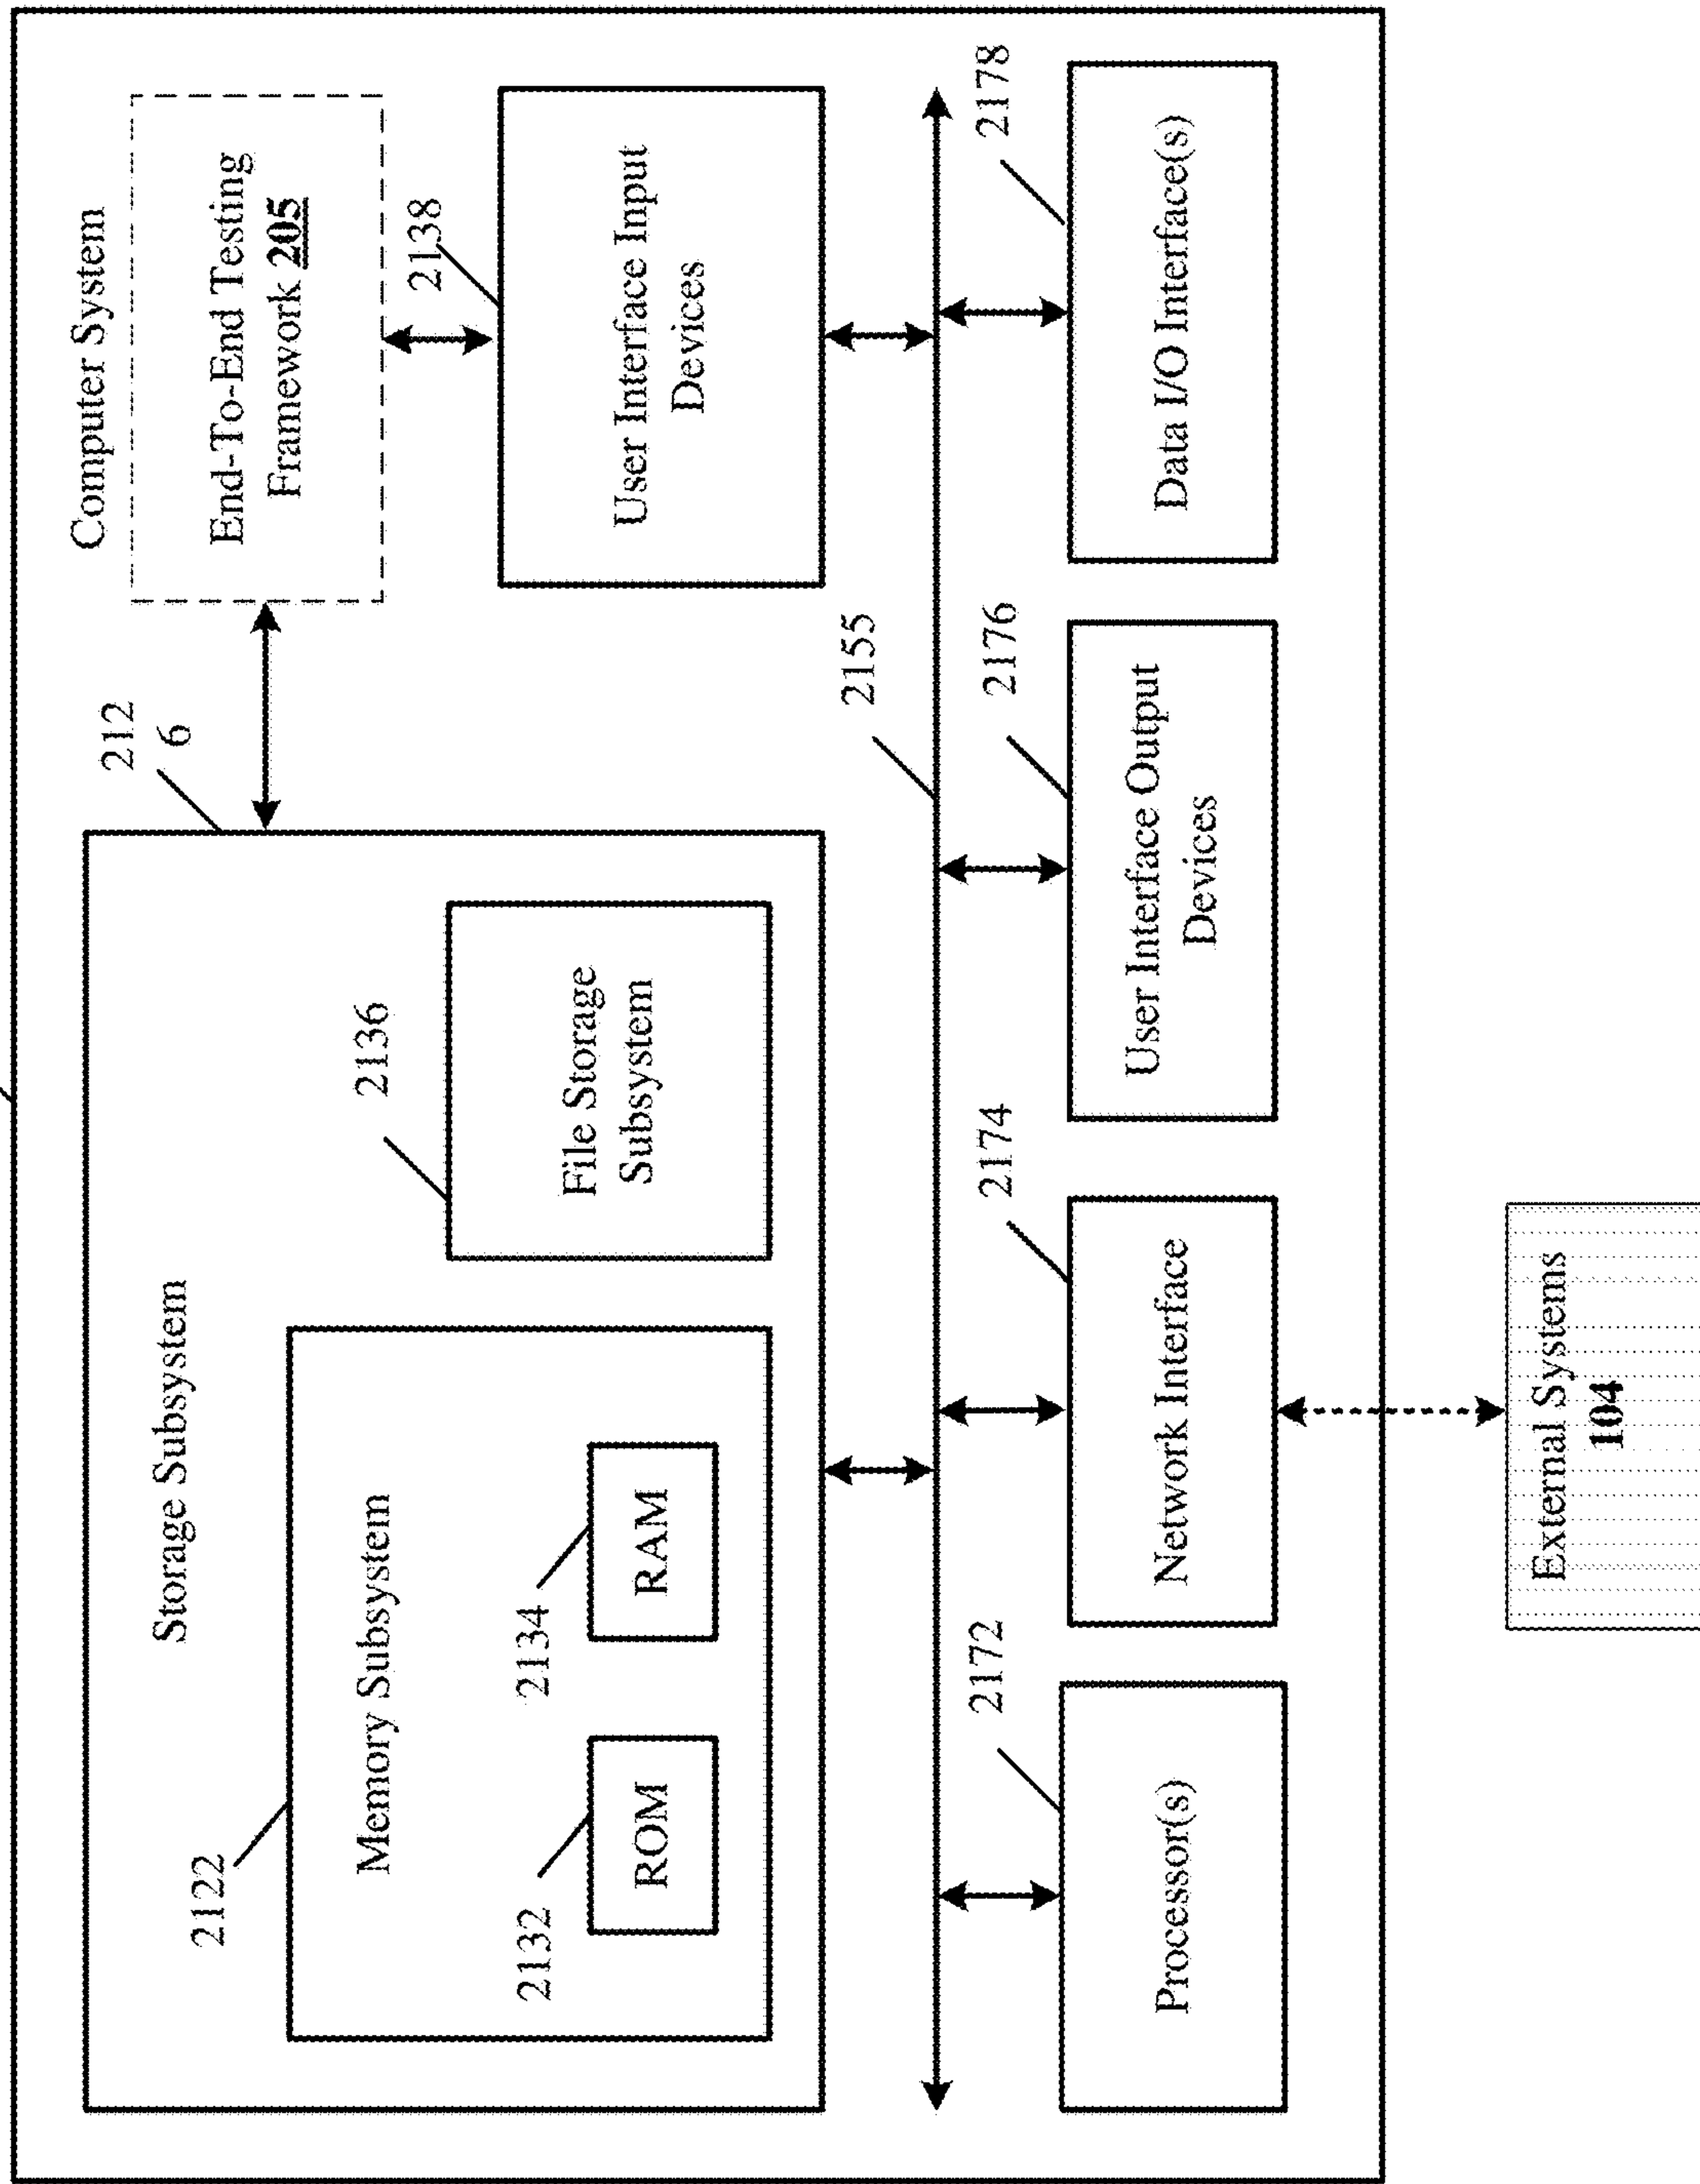 Computer System
Storage Subsystem
212
6
End-To-End Testing
Framework 205
2122
Memory Subsystem
2136
2138
2132
2134
ROM
RAM
File Storage
Subsystem
User Interface Input
Devices
2155
2172
2174
2176
2178
Processor(s)
Network Interface
User Interface Output
Devices
Data I/O Interface(s)
External Systems
104